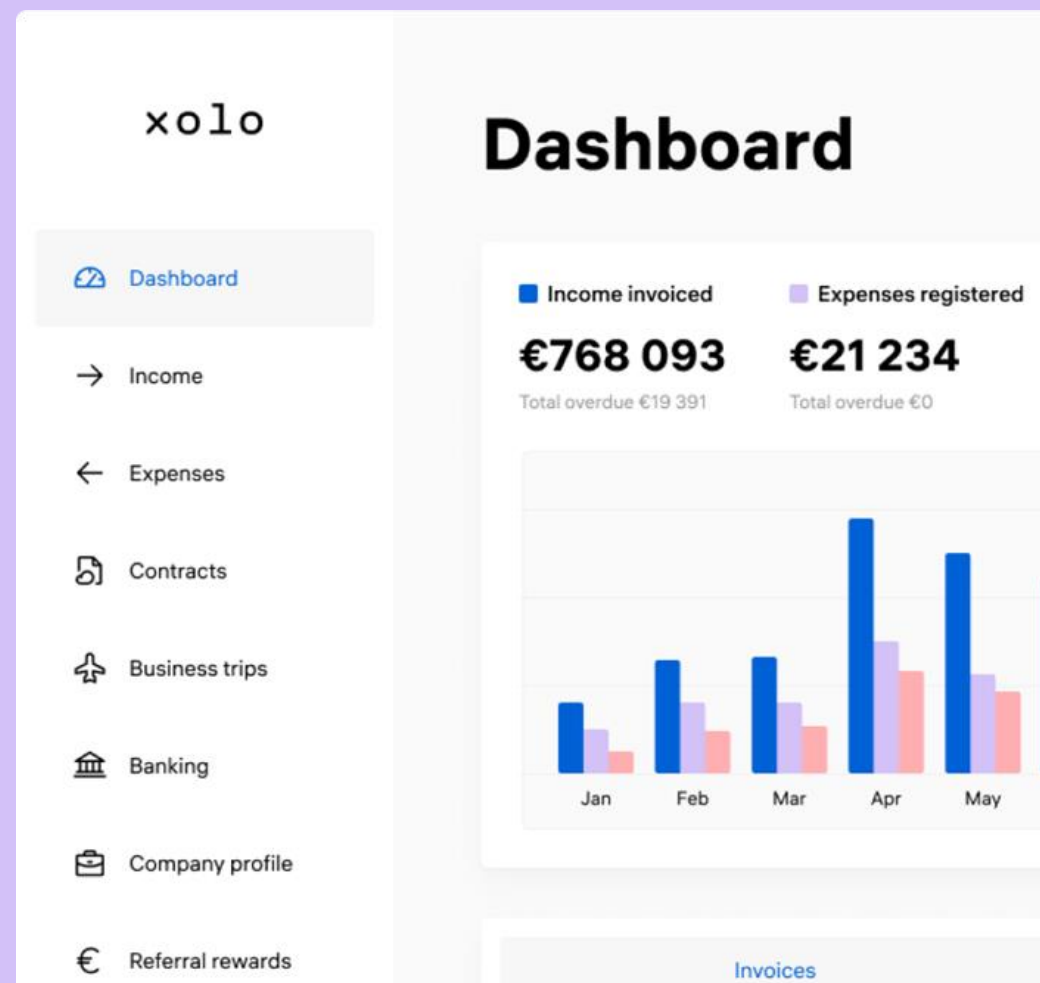 xolo
Dashboard
Income
Expenses
Contracts
Business trips
Banking
Company profile
Referral rewards
Dashboard
Income invoiced
€768 093
Total overdue €19 391
Expenses registered
€21 234
Total overdue €0
Jan Feb Mar Apr May
Invoices